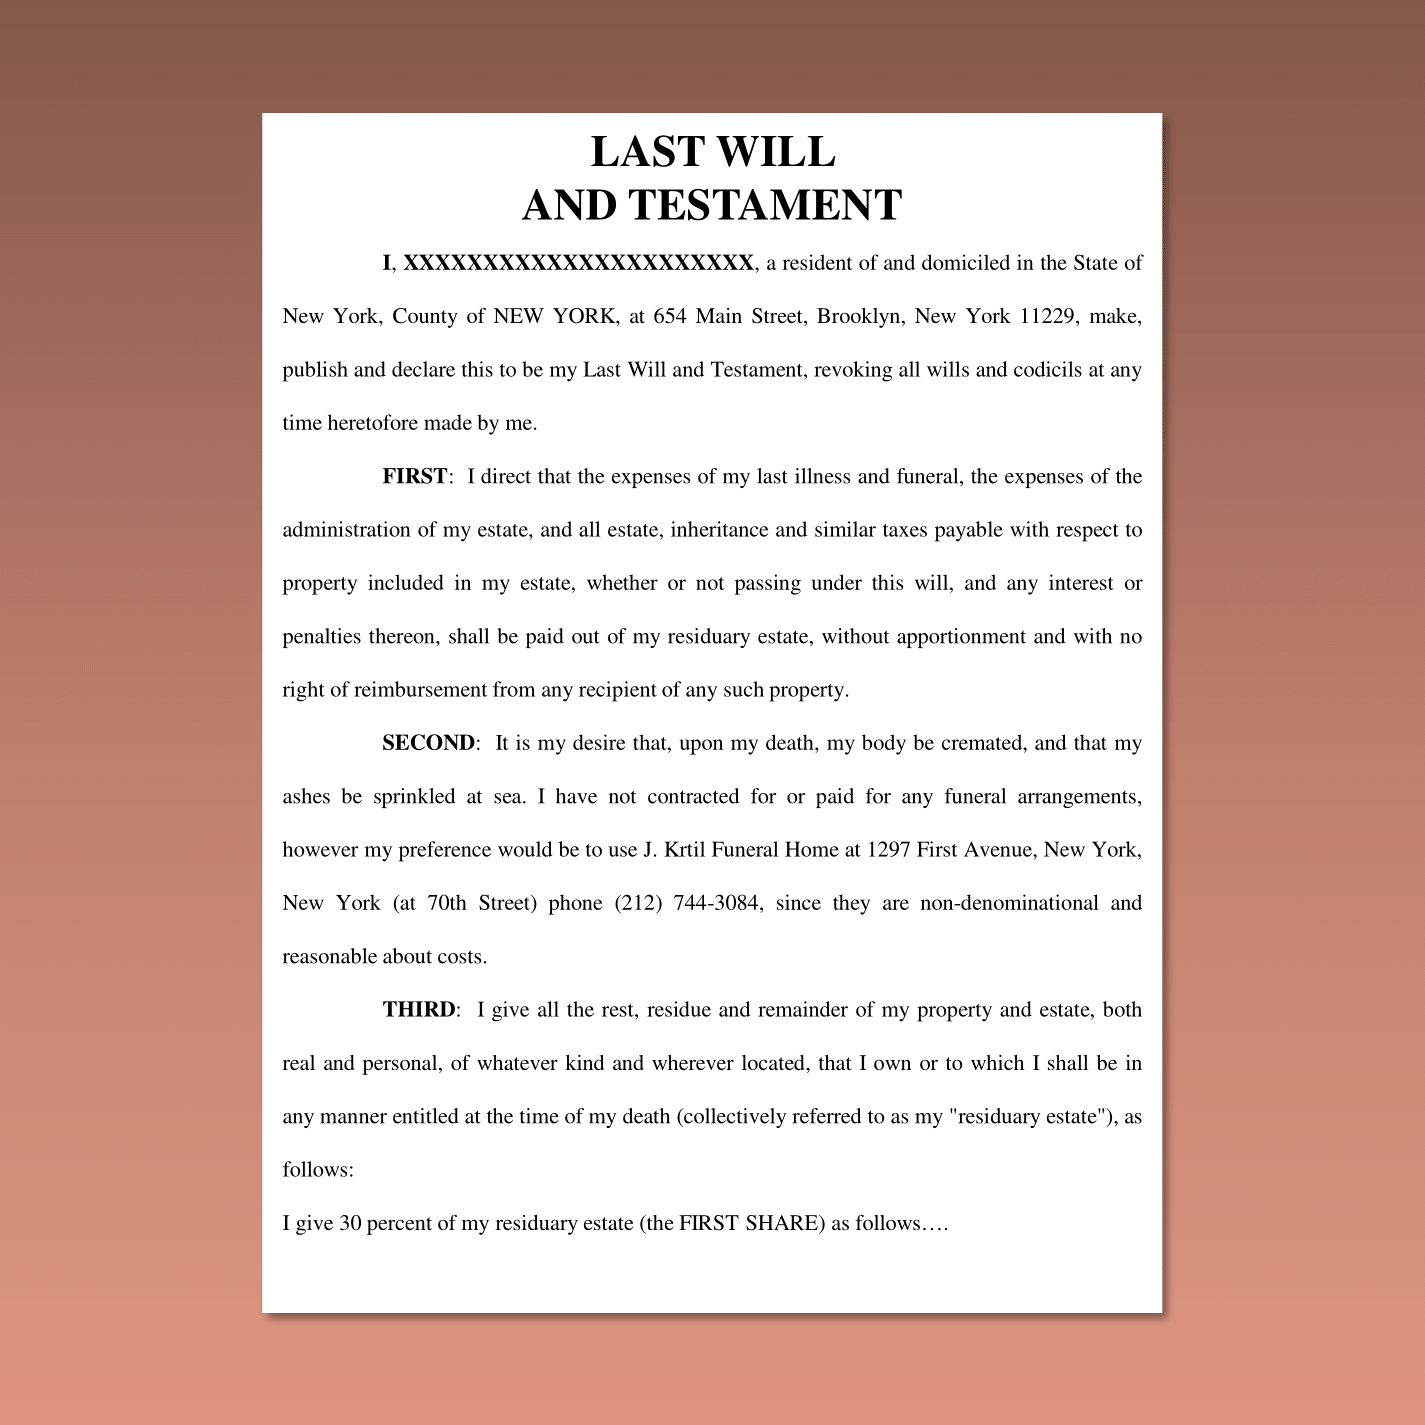 LAST WILL
AND TESTAMENT
I, XXXXXXXXXXXXXXXXXXXXXX, a resident of and domiciled in the State of
New York, County of NEW YORK, at 654 Main Street, Brooklyn, New York 11229, make,
publish and declare this to be my Last Will and Testament, revoking all wills and codicils at any
time heretofore made by me.
FIRST: I direct that the expenses of my last illness and funeral, the expenses of the
administration of my estate, and all estate, inheritance and similar taxes payable with respect to
property included in my estate, whether or not passing under this will, and any interest or
penalties thereon, shall be paid out of my residuary estate, without apportionment and with no
right of reimbursement from any recipient of any such property.
SECOND: It is my desire that, upon my death, my body be cremated, and that my
ashes be sprinkled at sea. I have not contracted for or paid for any funeral arrangements,
however my preference would be to use J. Krtil Funeral Home at 1297 First Avenue, New York,
New York (at 70th Street) phone (212) 744-3084, since they are non-denominational and
reasonable about costs.
THIRD: I give all the rest, residue and remainder of my property and estate, both
real and personal, of whatever kind and wherever located, that I own or to which I shall be in
any manner entitled at the time of my death (collectively referred to as my "residuary estate"), as
follows:
I give 30 percent of my residuary estate (the FIRST SHARE) as follows….